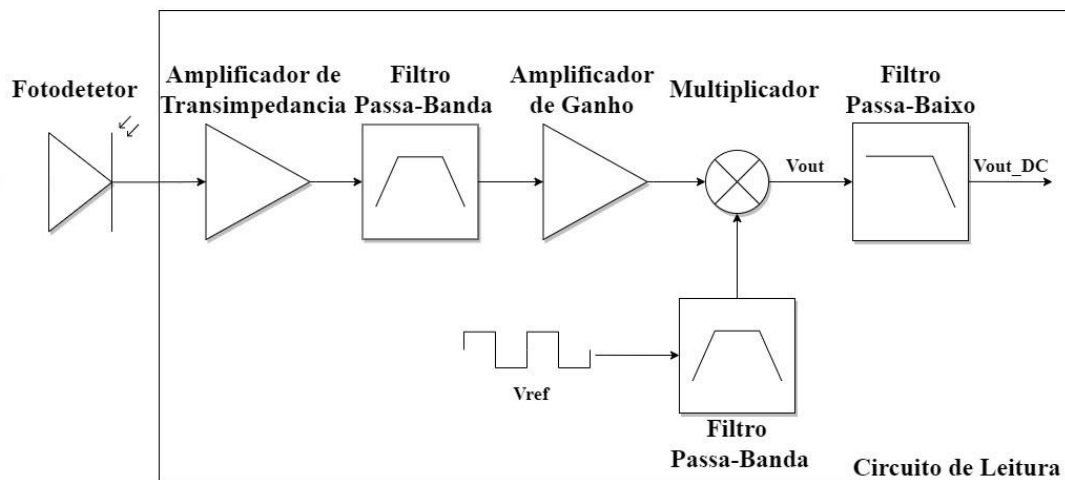 Fotodetetor
Amplificador de
Transimpedancia
Filtro
Passa-Banda
Amplificador
de Ganho
Multiplicador
Filtro
Passa-Baixo
Vout
Vout_DC
Vref
Filtro
Passa-Banda
Circuito de Leitura